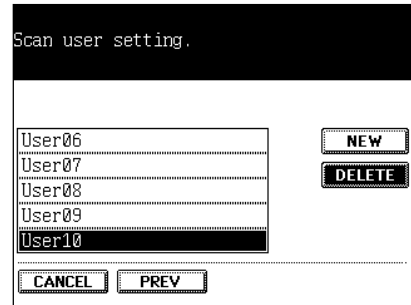 Scan user setting.
User06
NEW
User07
DELETE
User08
User09
User10
CANCEL PREV